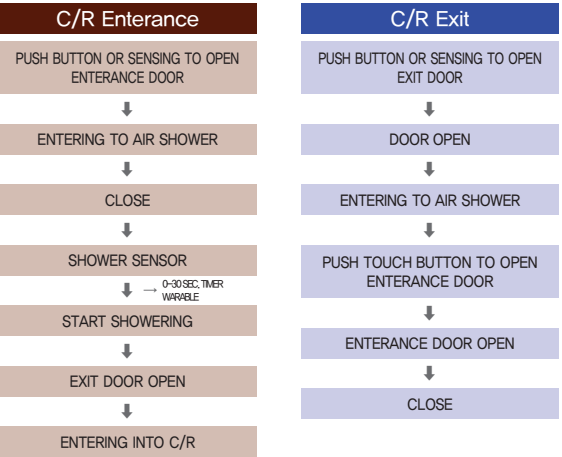 C/R Enterance
PUSH BUTTON OR SENSING TO OPEN
ENTERANCE DOOR
ENTERING TO AIR SHOWER
CLOSE
SHOWER SENSOR
0~30 SEC, TIMER
WARABLE
START SHOWERING
EXIT DOOR OPEN
ENTERING INTO C/R
C/R Exit
PUSH BUTTON OR SENSING TO OPEN
EXIT DOOR
DOOR OPEN
ENTERING TO AIR SHOWER
PUSH TOUCH BUTTON TO OPEN
ENTERANCE DOOR
ENTERANCE DOOR OPEN
CLOSE